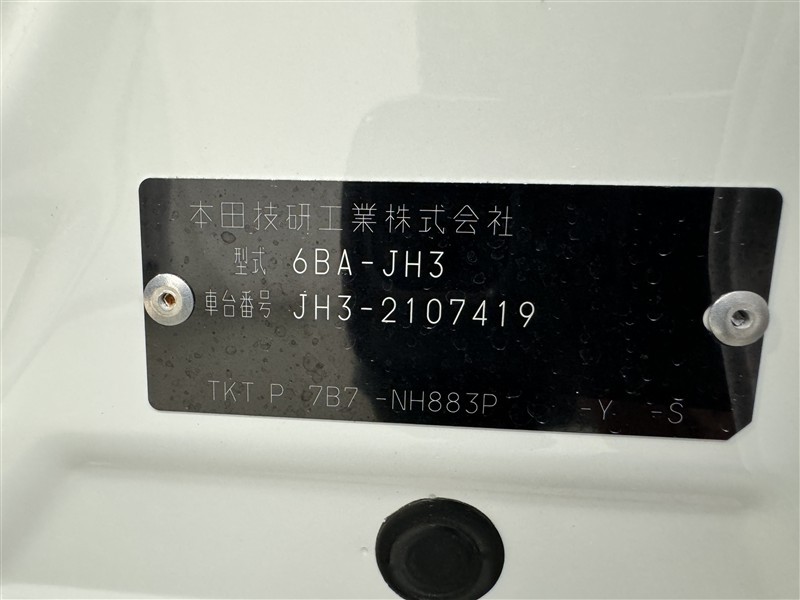 本田技研工業株式会社
型式 6BA-JH3
車台番号 JH3-2107419
TKT P 7B7 -NH883P -Y -S